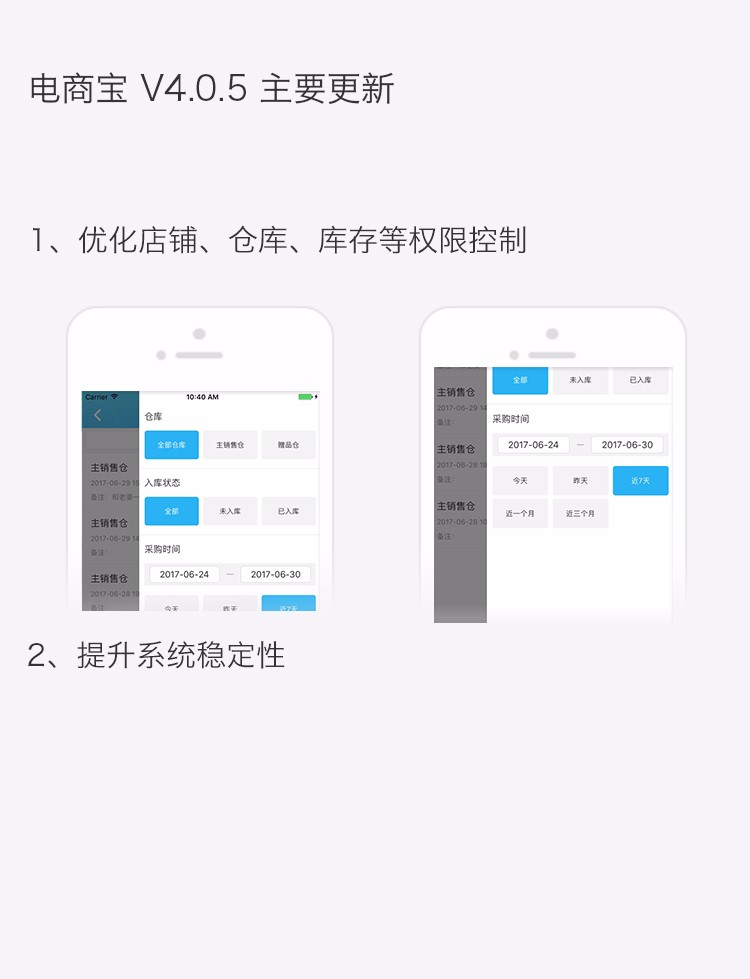 电商宝 V4.0.5 主要更新
1、优化店铺、仓库、库存等权限控制
Carrier 10:40 AM
仓库
全部仓库 主销售仓 赠品仓
主销售仓
2017-06-29 15
备注:
入库状态
全部 未入库 已入库
主销售仓
2017-06-29 14
备注:
采购时间
2017-06-24 — 2017-06-30
主销售仓
2017-06-28 19
今天 昨天 近7天
全部 未入库 已入库
主销售仓
2017-06-29 14
备注:
采购时间
2017-06-24 — 2017-06-30
主销售仓
2017-06-28 19
备注:
今天 昨天 近7天
主销售仓
2017-06-28 10
备注:
近一个月 近三个月
2、提升系统稳定性